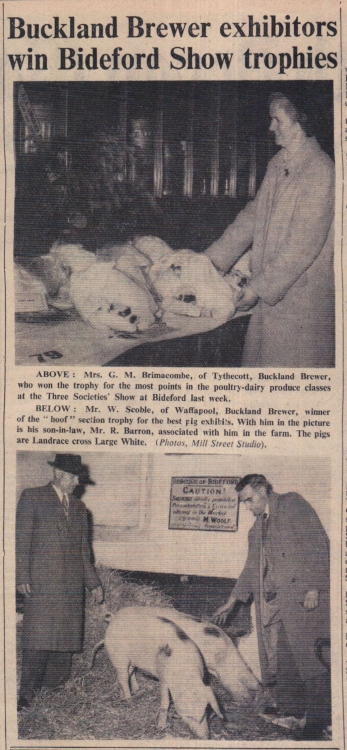 Buckland Brewer exhibitors
win Bideford Show trophies
ABOVE : Mrs. G. M. Brimacombe, of Tythecott, Buckland Brewer,
who won the trophy for the most points in the poultry-dairy produce classes
at the Three Societies' Show at Bideford last week.
BELOW : Mr. W. Scoble, of Waffapool, Buckland Brewer, winner
of the " hoof " section trophy for the best pig exhibits. With him in the picture
is his son-in-law, Mr. R. Barron, associated with him in the farm. The pigs
are Landrace cross Large White. (Photos, Mill Street Studio).
BOROUGH OF BIDEFORD
CAUTION!
M. WOOLF